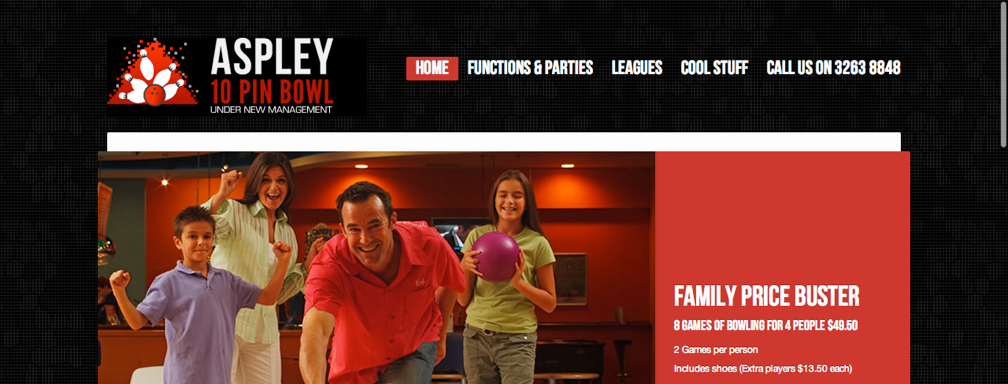 ASPLEY
10 PIN BOWL
UNDER NEW MANAGEMENT
HOME FUNCTIONS & PARTIES LEAGUES COOL STUFF CALL US ON 3263 8848
FAMILY PRICE BUSTER
8 GAMES OF BOWLING FOR 4 PEOPLE $49.50
2 Games per person
Includes shoes (Extra players $13.50 each)